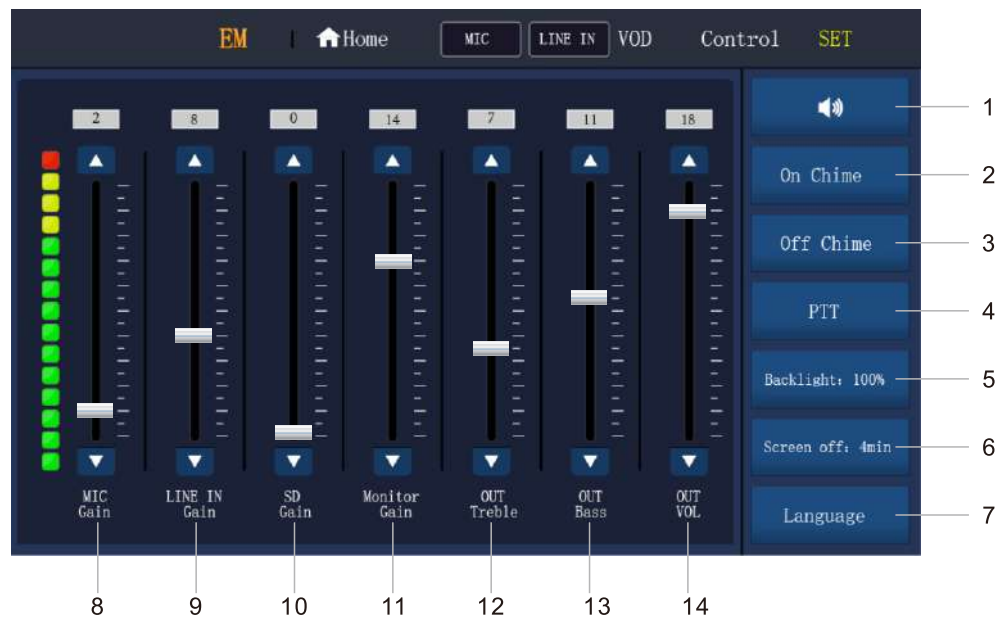 EM Home MIC LINE IN VOD Control SET
2 8 0 14 7 11 18
1
On Chime 2
Off Chime 3
PTT 4
Backlight: 100% 5
Screen off: 4min 6
Language 7
MIC Gain
LINE IN Gain
SD Gain
Monitor Gain
OUT Treble
OUT Bass
OUT VOL
8 9 10 11 12 13 14